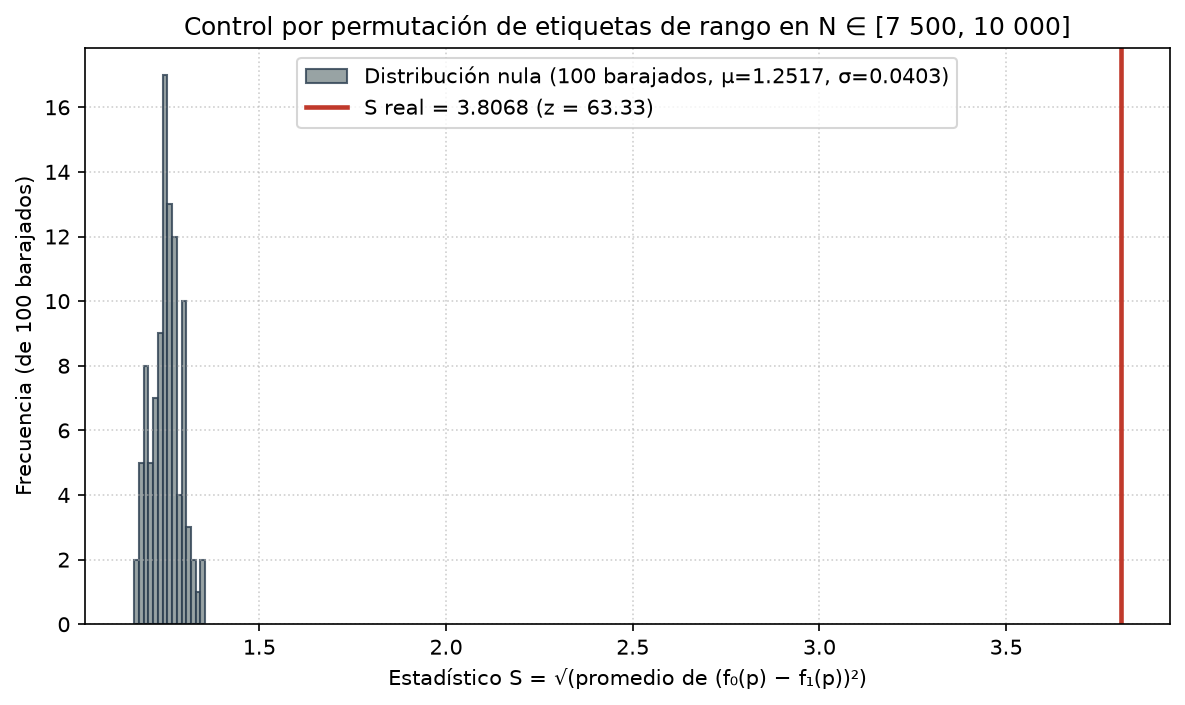 Control por permutación de etiquetas de rango en N ∈ [7 500, 10 000]
Distribución nula (100 barajados, μ=1.2517, σ=0.0403)
S real = 3.8068 (z = 63.33)
Frecuencia (de 100 barajados)
16
14
12
10
8
6
4
2
0
1.5
2.0
2.5
3.0
3.5
Estadístico S = √(promedio de (f₀(p) − f₁(p))²)